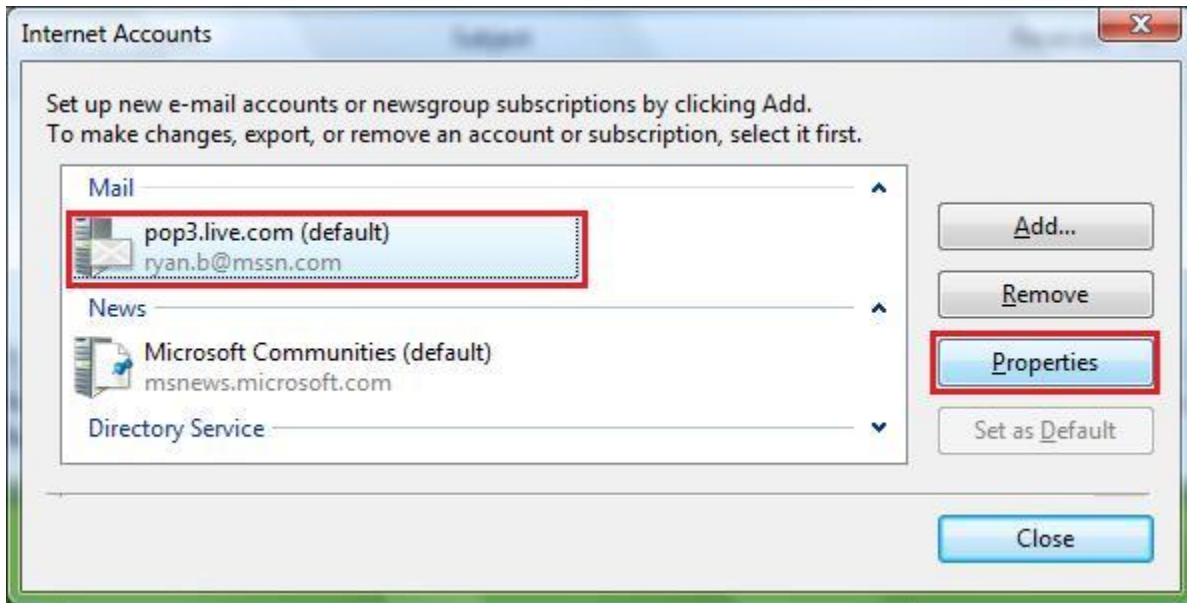 Internet Accounts
Set up new e-mail accounts or newsgroup subscriptions by clicking Add.
To make changes, export, or remove an account or subscription, select it first.
Mail
pop3.live.com (default)
ryan.b@mssn.com
News
Microsoft Communities (default)
msnews.microsoft.com
Directory Service
Add...
Remove
Properties
Set as Default
Close